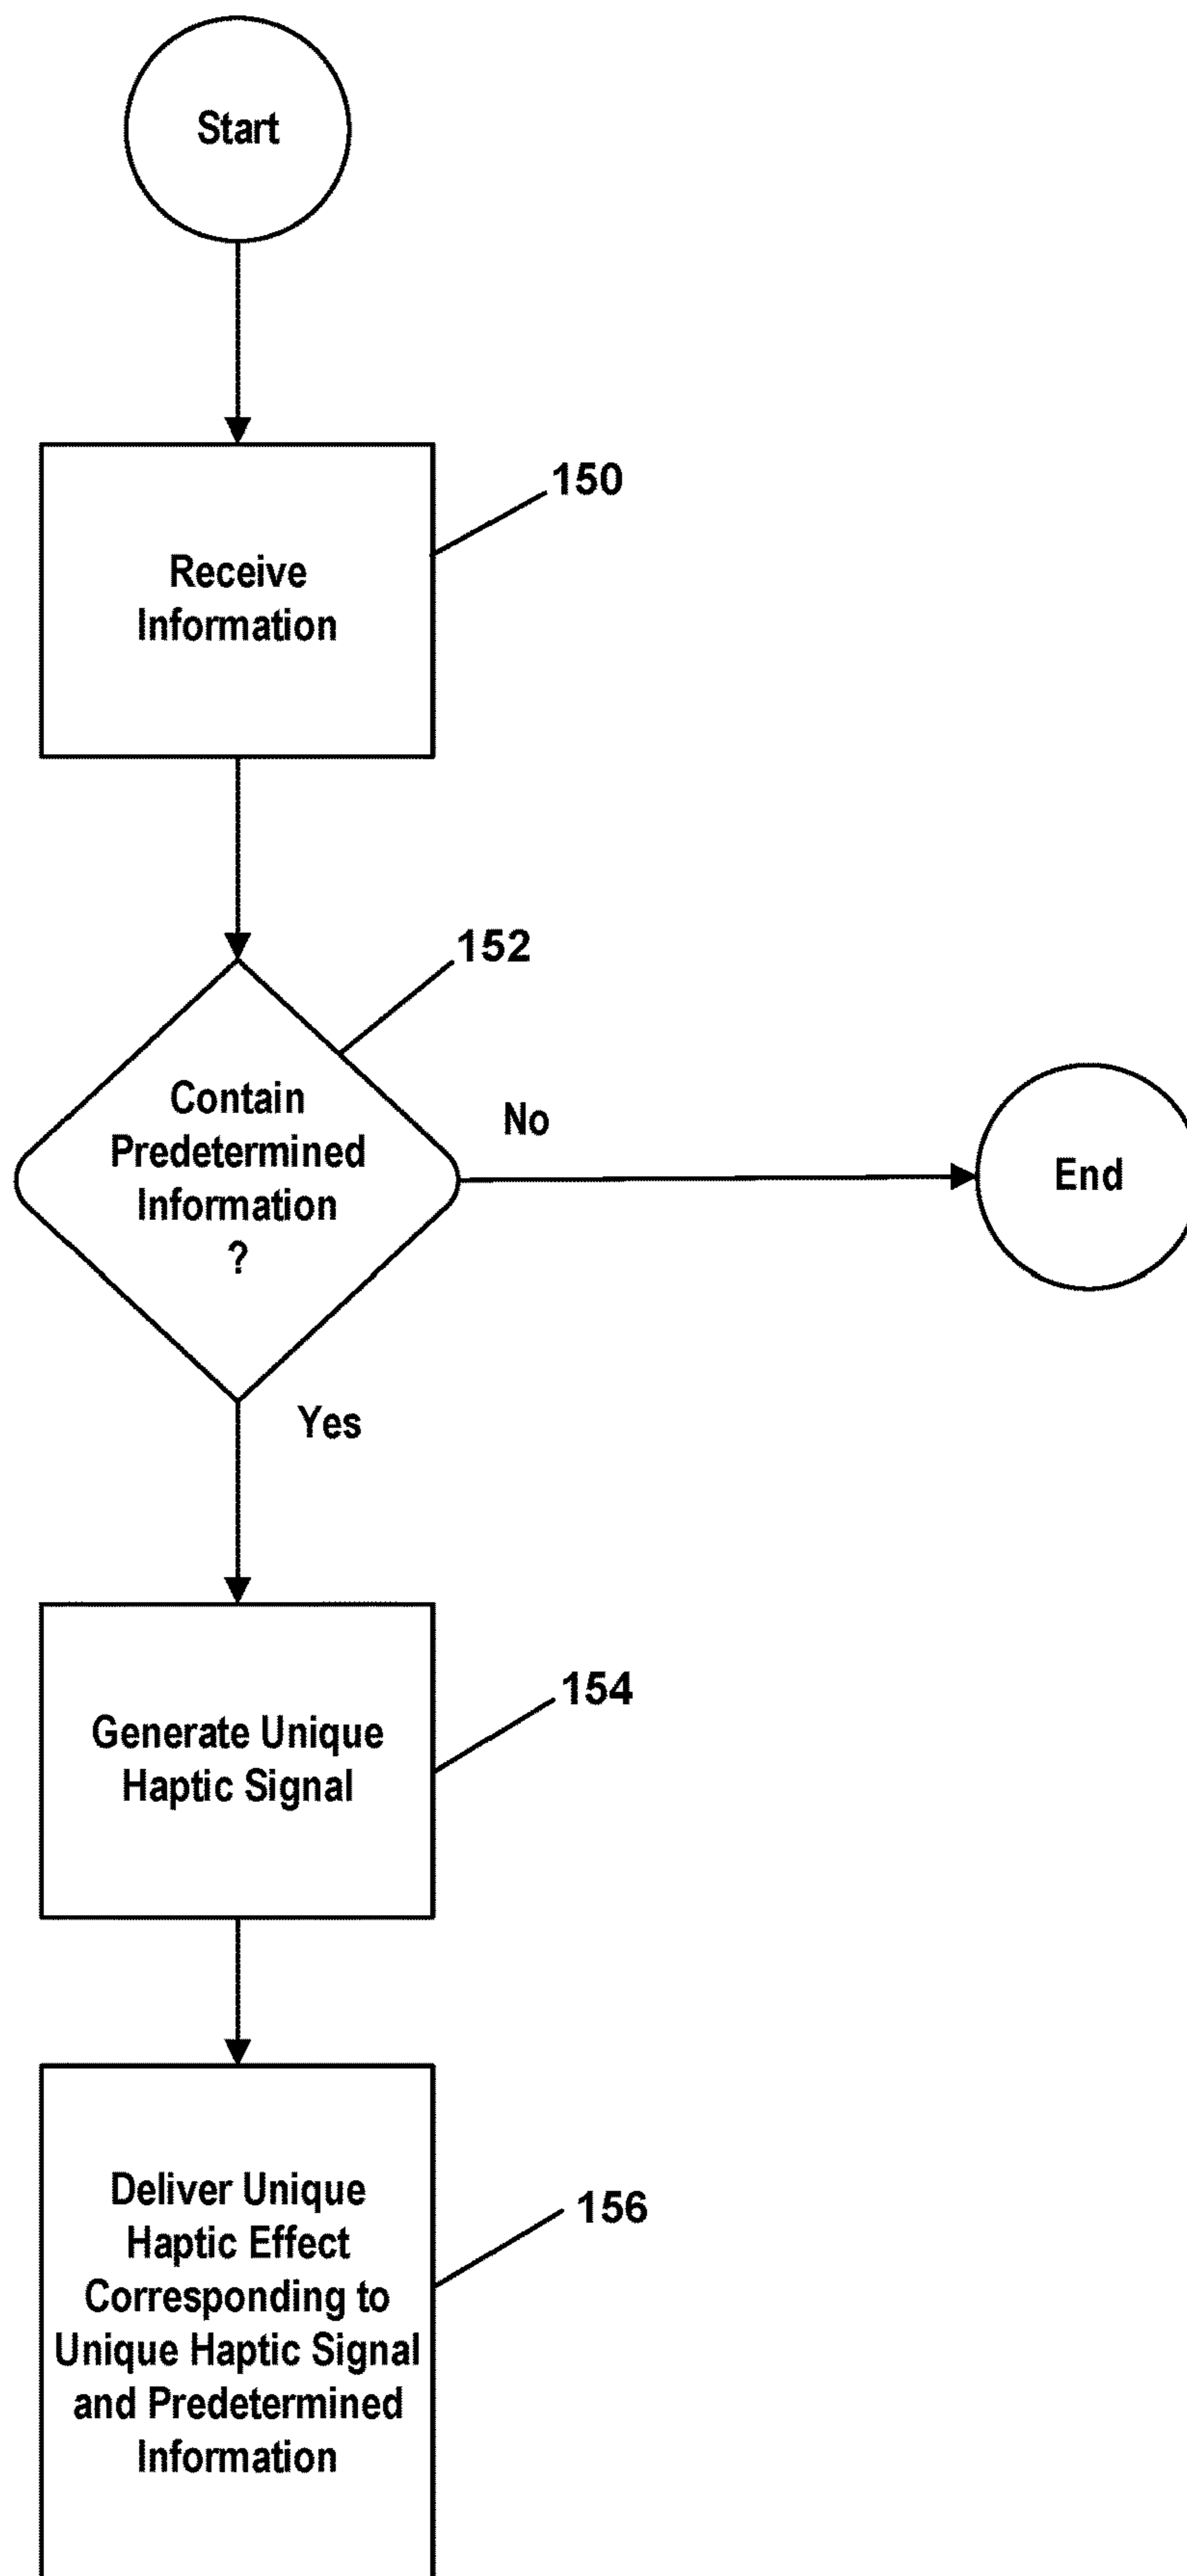 Start
150
Receive
Information
152
Contain
Predetermined
Information
?
No
End
Yes
154
Generate Unique
Haptic Signal
156
Deliver Unique
Haptic Effect
Corresponding to
Unique Haptic Signal
and Predetermined
Information